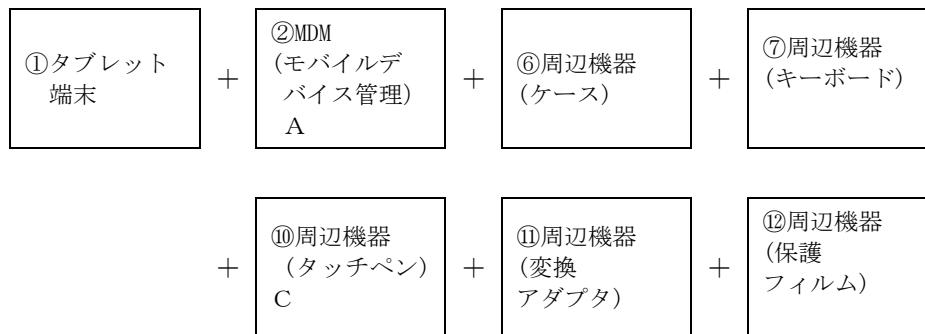 ①タブレット
端末
＋
②MDM
(モバイルデ
バイス管理)
A
＋
⑥周辺機器
(ケース)
＋
⑦周辺機器
(キーボード)
＋
⑩周辺機器
(タッチペン)
C
＋
⑪周辺機器
(変換
アダプタ)
＋
⑫周辺機器
(保護
フィルム)